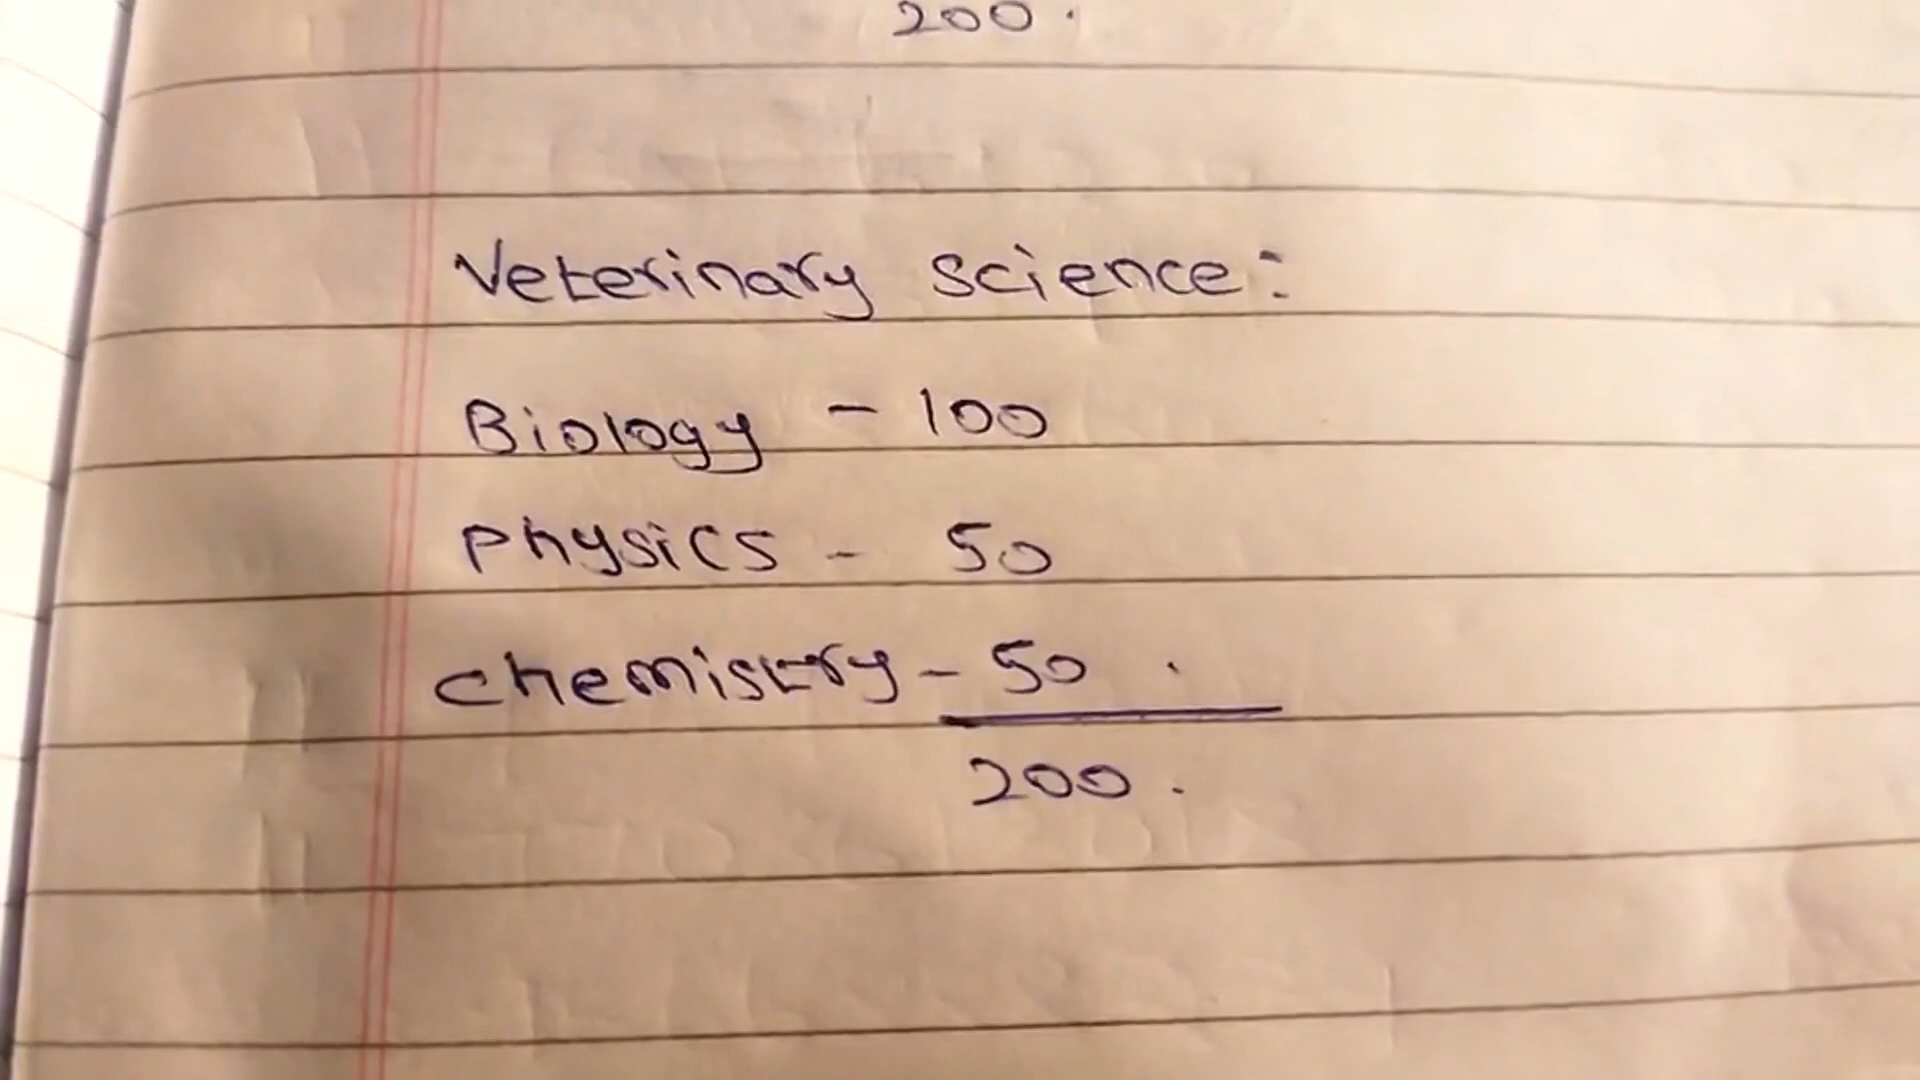 200.
Veterinary science:
Biology - 100
Physics - 50
chemistry - 50.
200.